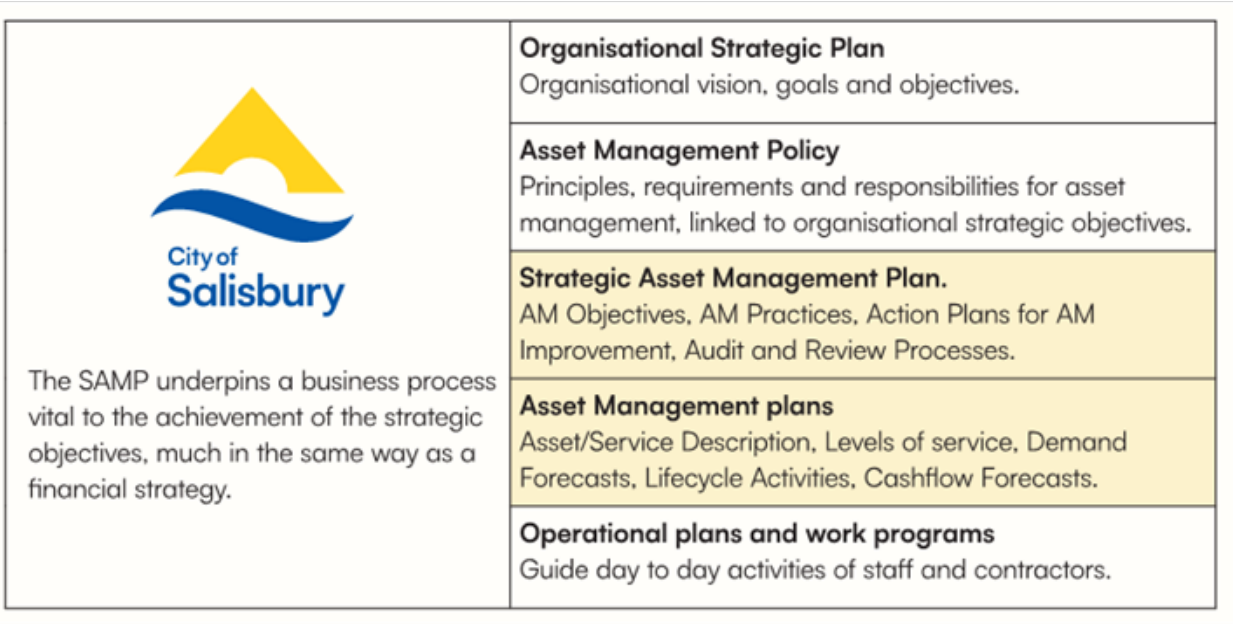 City of
Salisbury
The SAMP underpins a business process
vital to the achievement of the strategic
objectives, much in the same way as a
financial strategy.
Organisational Strategic Plan
Organisational vision, goals and objectives.
Asset Management Policy
Principles, requirements and responsibilities for asset
management, linked to organisational strategic objectives.
Strategic Asset Management Plan.
AM Objectives, AM Practices, Action Plans for AM
Improvement, Audit and Review Processes.
Asset Management plans
Asset/Service Description, Levels of service, Demand
Forecasts, Lifecycle Activities, Cashflow Forecasts.
Operational plans and work programs
Guide day to day activities of staff and contractors.